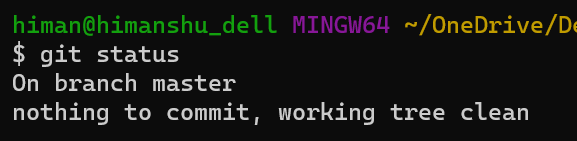 himan@himanshu_dell MINGW64 ~/OneDrive/De
$ git status
On branch master
nothing to commit, working tree clean